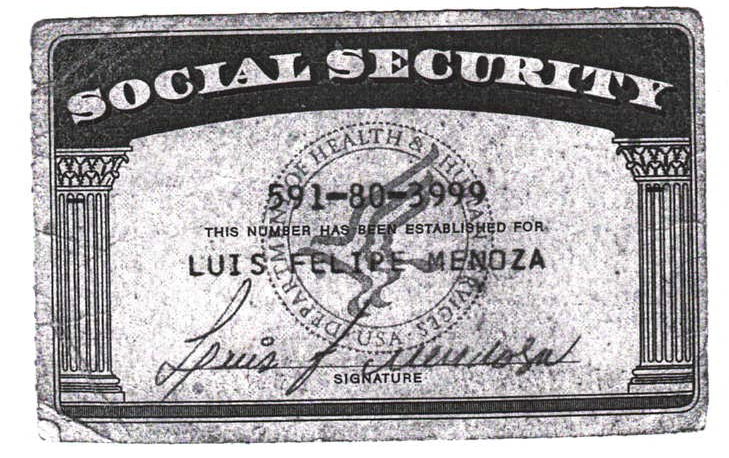 SOCIAL SECURITY
DEPARTMENT OF HEALTH & HUMAN SERVICES USA
591-80-3999
THIS NUMBER HAS BEEN ESTABLISHED FOR
LUIS FELIPE MENOZA
Luis F Mendoza
SIGNATURE